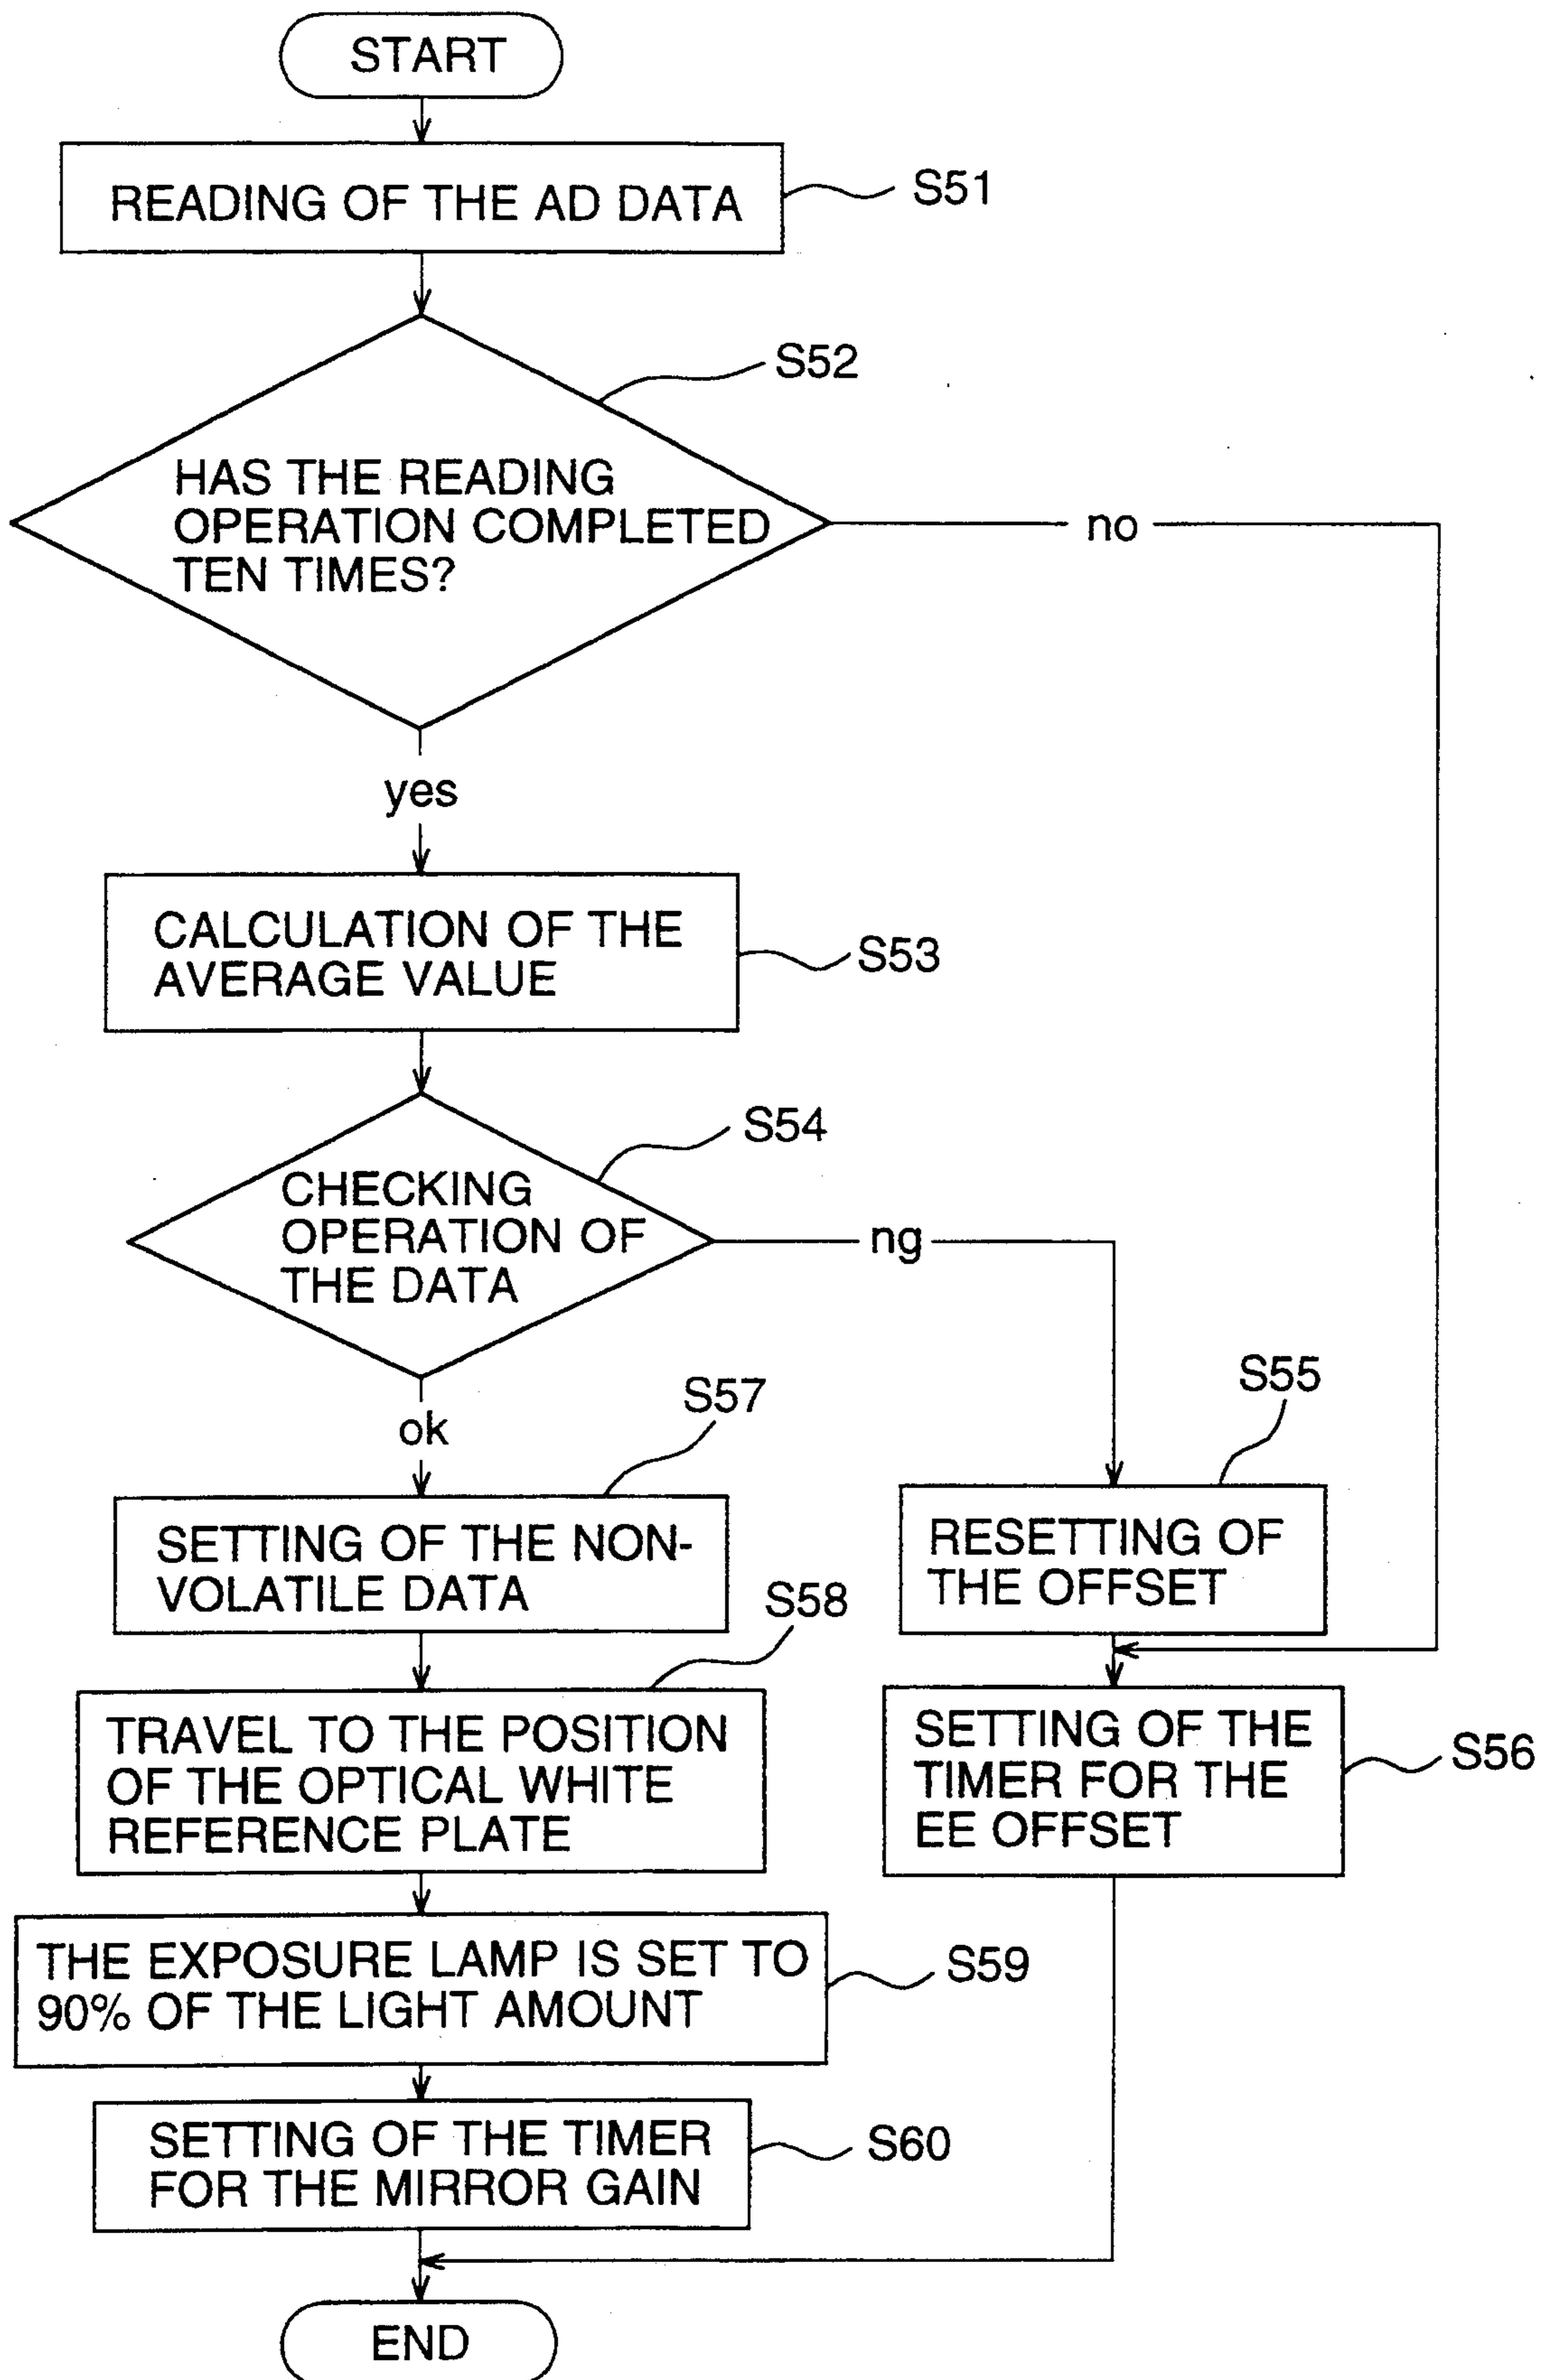 START
READING OF THE AD DATA
S51
S52
HAS THE READING
OPERATION COMPLETED
TEN TIMES?
no
yes
CALCULATION OF THE
AVERAGE VALUE
S53
S54
CHECKING
OPERATION OF
THE DATA
ng
ok
S57
S55
SETTING OF THE NON-
VOLATILE DATA
RESETTING OF
THE OFFSET
S58
TRAVEL TO THE POSITION
OF THE OPTICAL WHITE
REFERENCE PLATE
SETTING OF THE
TIMER FOR THE
EE OFFSET
S56
THE EXPOSURE LAMP IS SET TO
90% OF THE LIGHT AMOUNT
S59
SETTING OF THE TIMER
FOR THE MIRROR GAIN
S60
END